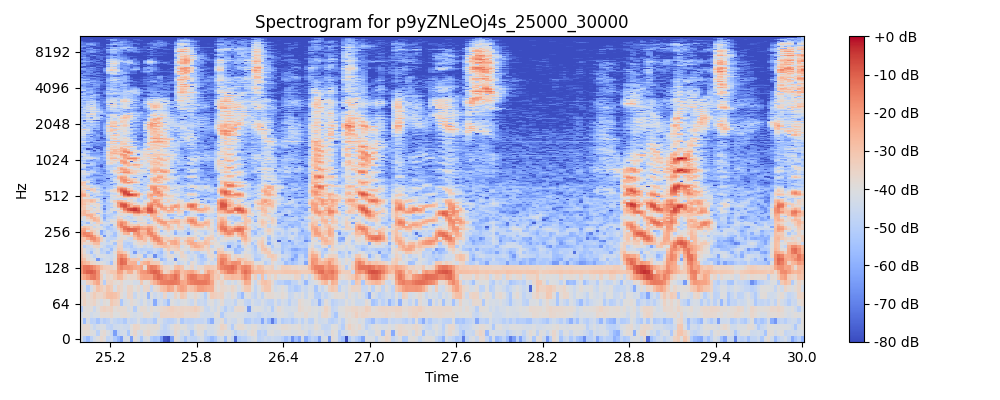 Spectrogram for p9yZNLeOj4s_25000_30000
8192
4096
2048
1024
512
256
128
64
0
Hz
25.2 25.8 26.4 27.0 27.6 28.2 28.8 29.4 30.0
Time
+0 dB
-10 dB
-20 dB
-30 dB
-40 dB
-50 dB
-60 dB
-70 dB
-80 dB